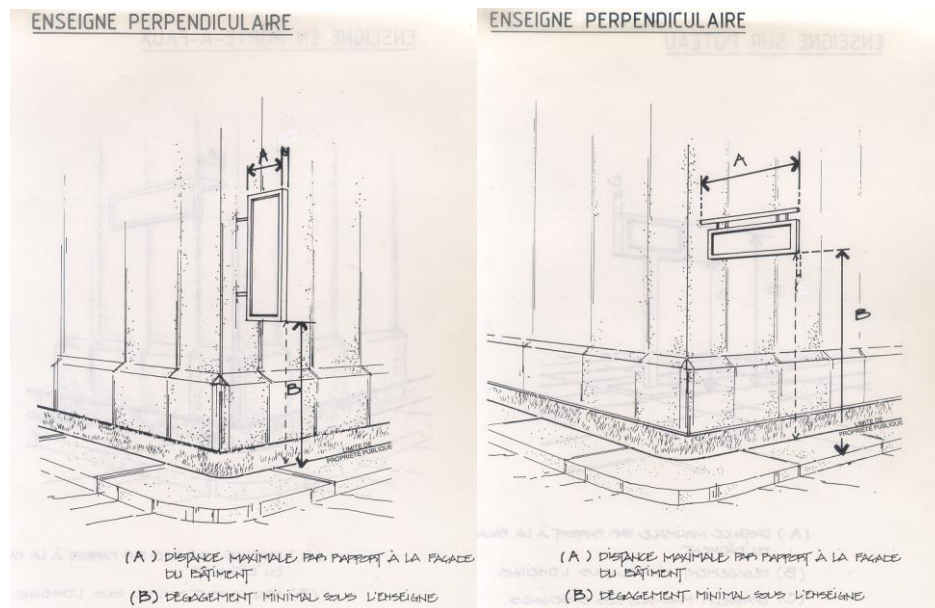 ENSEIGNE PERPENDICULAIRE
A
B
LIMITE DE
PROPRIÉTÉ PUBLIQUE
(A) DISTANCE MAXIMALE PAR RAPPORT À LA FAÇADE
DU BÂTIMENT
(B) DÉGAGEMENT MINIMAL SOUS L'ENSEIGNE
ENSEIGNE PERPENDICULAIRE
A
B
LIMITE DE
PROPRIÉTÉ PUBLIQUE
(A) DISTANCE MAXIMALE PAR RAPPORT À LA FAÇADE
DU BÂTIMENT
(B) DÉGAGEMENT MINIMAL SOUS L'ENSEIGNE